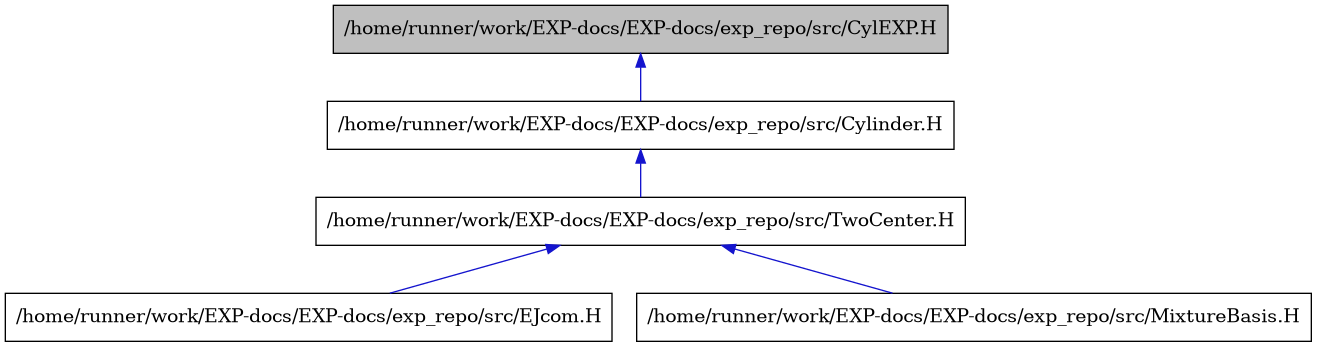 /home/runner/work/EXP-docs/EXP-docs/exp_repo/src/CylEXP.H
/home/runner/work/EXP-docs/EXP-docs/exp_repo/src/Cylinder.H
/home/runner/work/EXP-docs/EXP-docs/exp_repo/src/TwoCenter.H
/home/runner/work/EXP-docs/EXP-docs/exp_repo/src/EJcom.H
/home/runner/work/EXP-docs/EXP-docs/exp_repo/src/MixtureBasis.H